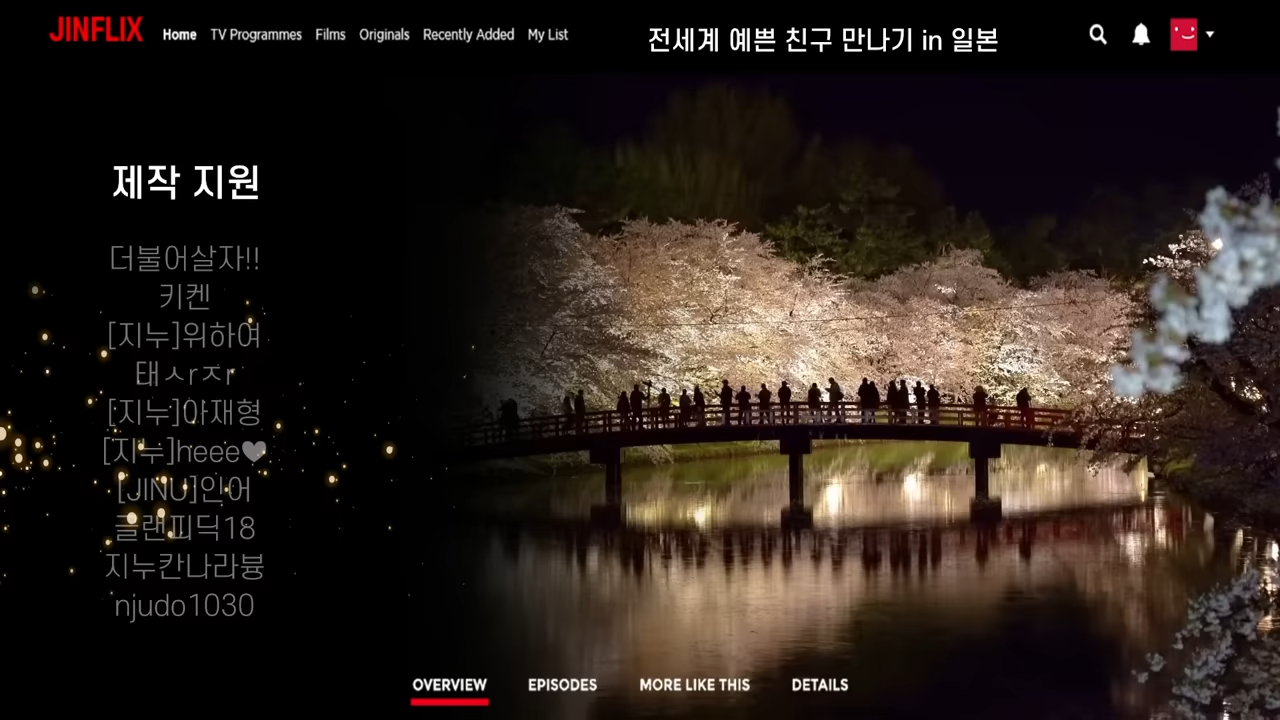 JINFLIX Home TV Programmes Films Originals Recently Added My List 전세계 예쁜 친구 만나기 in 일본
제작 지원
더불어살자!!
키켄
[지누]위하여
태ㅅrㅈr
[지누]아재형
[지누]heee♥
[JINU]인어
글랜피딕18
지누칸나라뷩
njudo1030
OVERVIEW EPISODES MORE LIKE THIS DETAILS